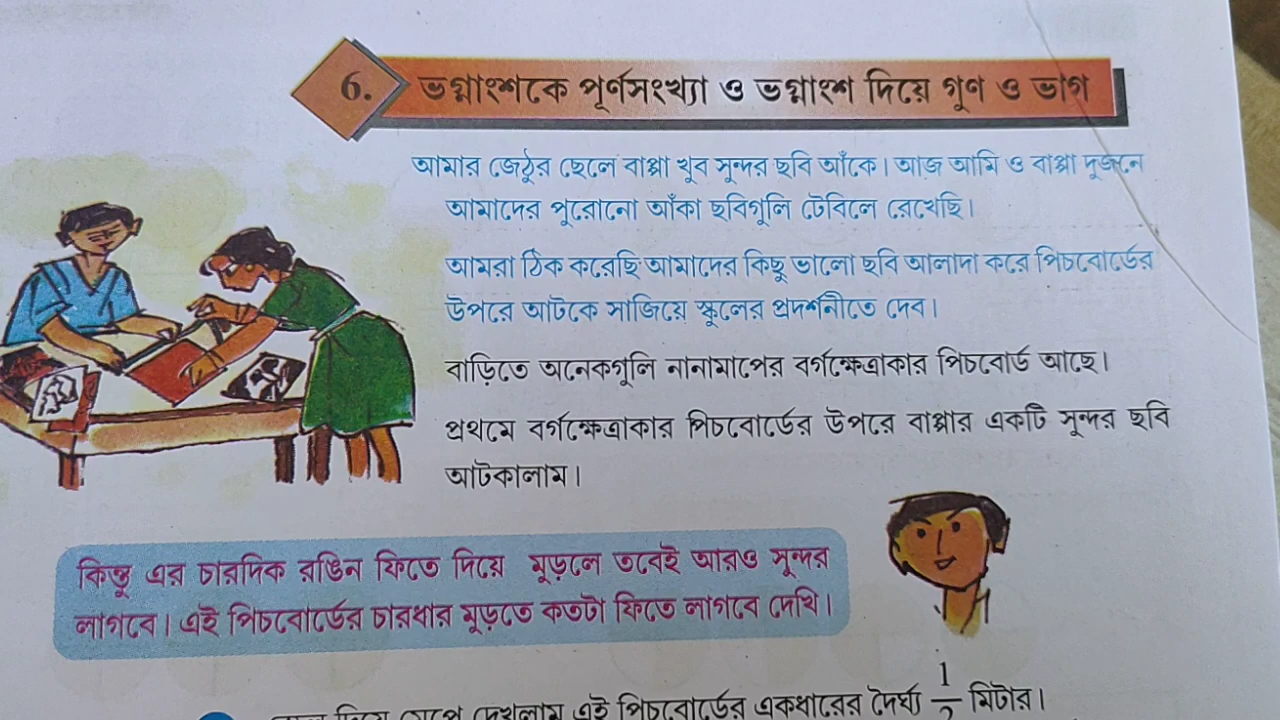 6. ভগ্নাংশকে পূর্ণসংখ্যা ও ভগ্নাংশ দিয়ে গুণ ও ভাগ
আমার জেঠুর ছেলে বাপ্পা খুব সুন্দর ছবি আঁকে। আজ আমি ও বাপ্পা দুজনে
আমাদের পুরোনো আঁকা ছবিগুলি টেবিলে রেখেছি।
আমরা ঠিক করেছি আমাদের কিছু ভালো ছবি আলাদা করে পিচবোর্ডের
উপরে আটকে সাজিয়ে স্কুলের প্রদর্শনীতে দেব।
বাড়িতে অনেকগুলি নানামাপের বর্গক্ষেত্রাকার পিচবোর্ড আছে।
প্রথমে বর্গক্ষেত্রাকার পিচবোর্ডের উপরে বাপ্পার একটি সুন্দর ছবি
আটকালাম।
কিন্তু এর চারদিক রঙিন ফিতে দিয়ে মুড়লে তবেই আরও সুন্দর
লাগবে। এই পিচবোর্ডের চারধার মুড়তে কতটা ফিতে লাগবে দেখি।
দিয়ে মেপে দেখলাম এই পিচবোর্ডের একধারের দৈর্ঘ্য 1/2 মিটার।